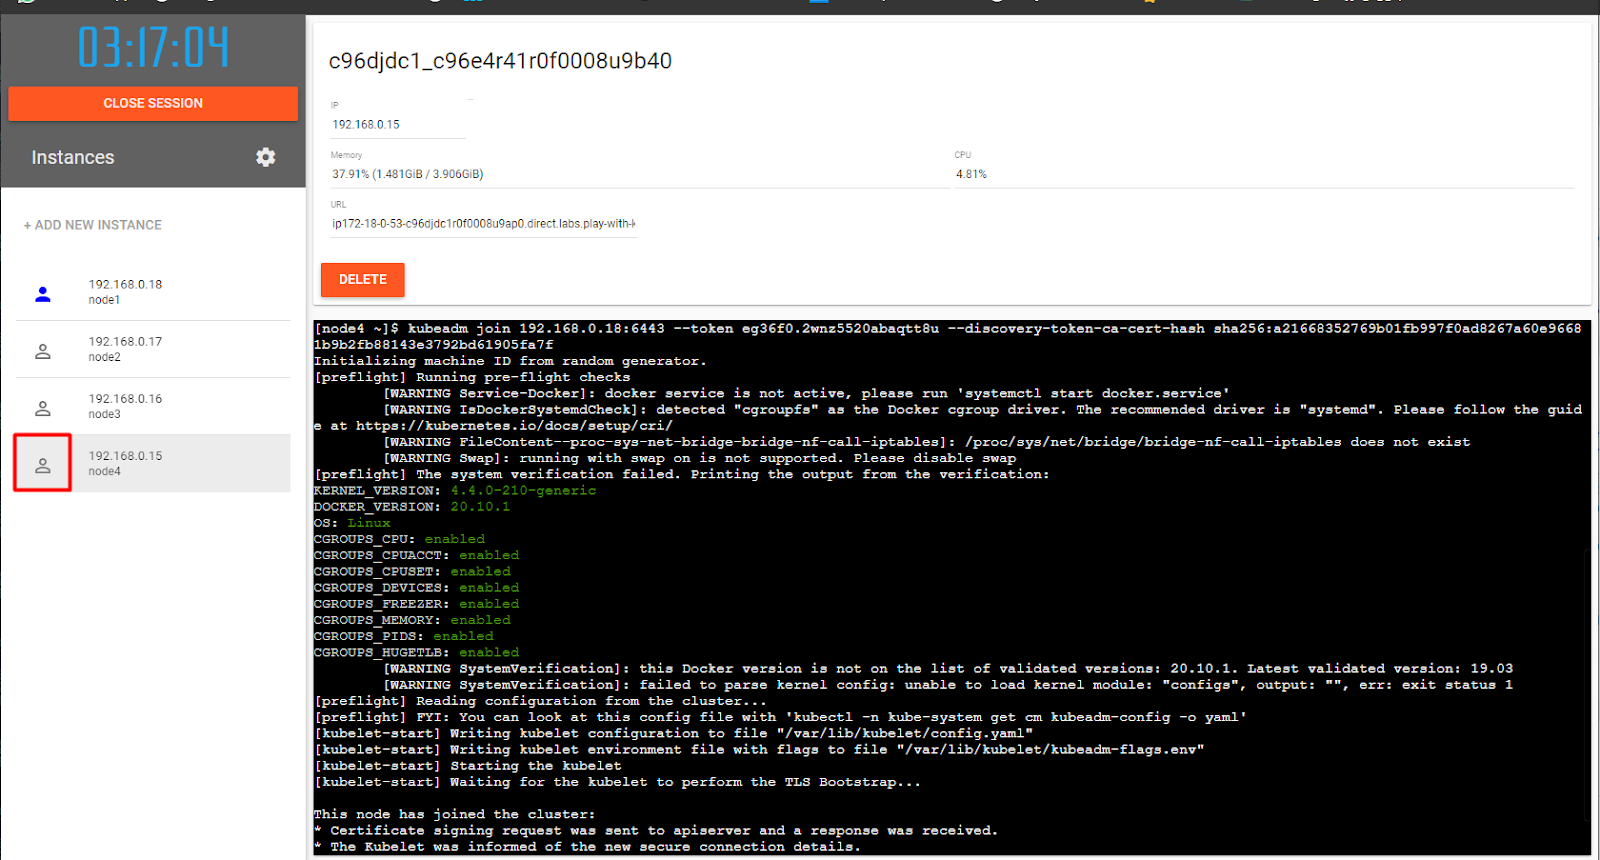 03:17:04
CLOSE SESSION
Instances
+ ADD NEW INSTANCE
192.168.0.18
node1
192.168.0.17
node2
192.168.0.16
node3
192.168.0.15
node4
c96djdc1_c96e4r41r0f0008u9b40
IP
192.168.0.15
Memory
37.91% (1.481GiB / 3.906GiB)
CPU
4.81%
URL
ip172-18-0-53-c96djdc1r0f0008u9ap0.direct.labs.play-with-k
DELETE
[node4 ~]$ kubeadm join 192.168.0.18:6443 --token eg36f0.2wnz5520abaqtt8u --discovery-token-ca-cert-hash sha256:a21668352769b01fb997f0ad8267a60e9668
1b9b2fb88143e3792bd61905fa7f
Initializing machine ID from random generator.
[preflight] Running pre-flight checks
[WARNING Service-Docker]: docker service is not active, please run 'systemctl start docker.service'
[WARNING IsDockerSystemdCheck]: detected "cgroupfs" as the Docker cgroup driver. The recommended driver is "systemd". Please follow the guid
e at https://kubernetes.io/docs/setup/cri/
[WARNING FileContent--proc-sys-net-bridge-bridge-nf-call-iptables]: /proc/sys/net/bridge/bridge-nf-call-iptables does not exist
[WARNING Swap]: running with swap on is not supported. Please disable swap
[preflight] The system verification failed. Printing the output from the verification:
KERNEL_VERSION: 4.4.0-210-generic
DOCKER_VERSION: 20.10.1
OS: Linux
CGROUPS_CPU: enabled
CGROUPS_CPUACCT: enabled
CGROUPS_CPUSET: enabled
CGROUPS_DEVICES: enabled
CGROUPS_FREEZER: enabled
CGROUPS_MEMORY: enabled
CGROUPS_PIDS: enabled
CGROUPS_HUGETLB: enabled
[WARNING SystemVerification]: this Docker version is not on the list of validated versions: 20.10.1. Latest validated version: 19.03
[WARNING SystemVerification]: failed to parse kernel config: unable to load kernel module: "configs", output: "", err: exit status 1
[preflight] Reading configuration from the cluster...
[preflight] FYI: You can look at this config file with 'kubectl -n kube-system get cm kubeadm-config -o yaml'
[kubelet-start] Writing kubelet configuration to file "/var/lib/kubelet/config.yaml"
[kubelet-start] Writing kubelet environment file with flags to file "/var/lib/kubelet/kubeadm-flags.env"
[kubelet-start] Starting the kubelet
[kubelet-start] Waiting for the kubelet to perform the TLS Bootstrap...
This node has joined the cluster:
* Certificate signing request was sent to apiserver and a response was received.
* The Kubelet was informed of the new secure connection details.